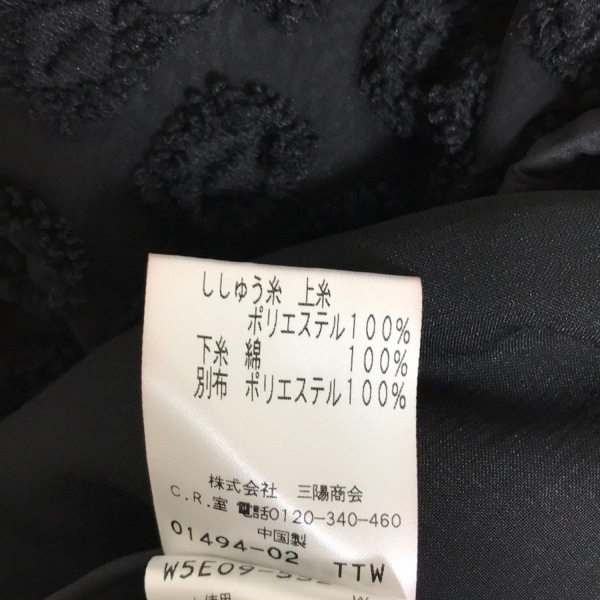 ししゅう糸 上糸
ポリエステル100%
下糸 綿 100%
別布 ポリエステル100%
株式会社 三陽商会
C.R.室 電話0120-340-460
中国製
01494-02 TTW
W5E09-